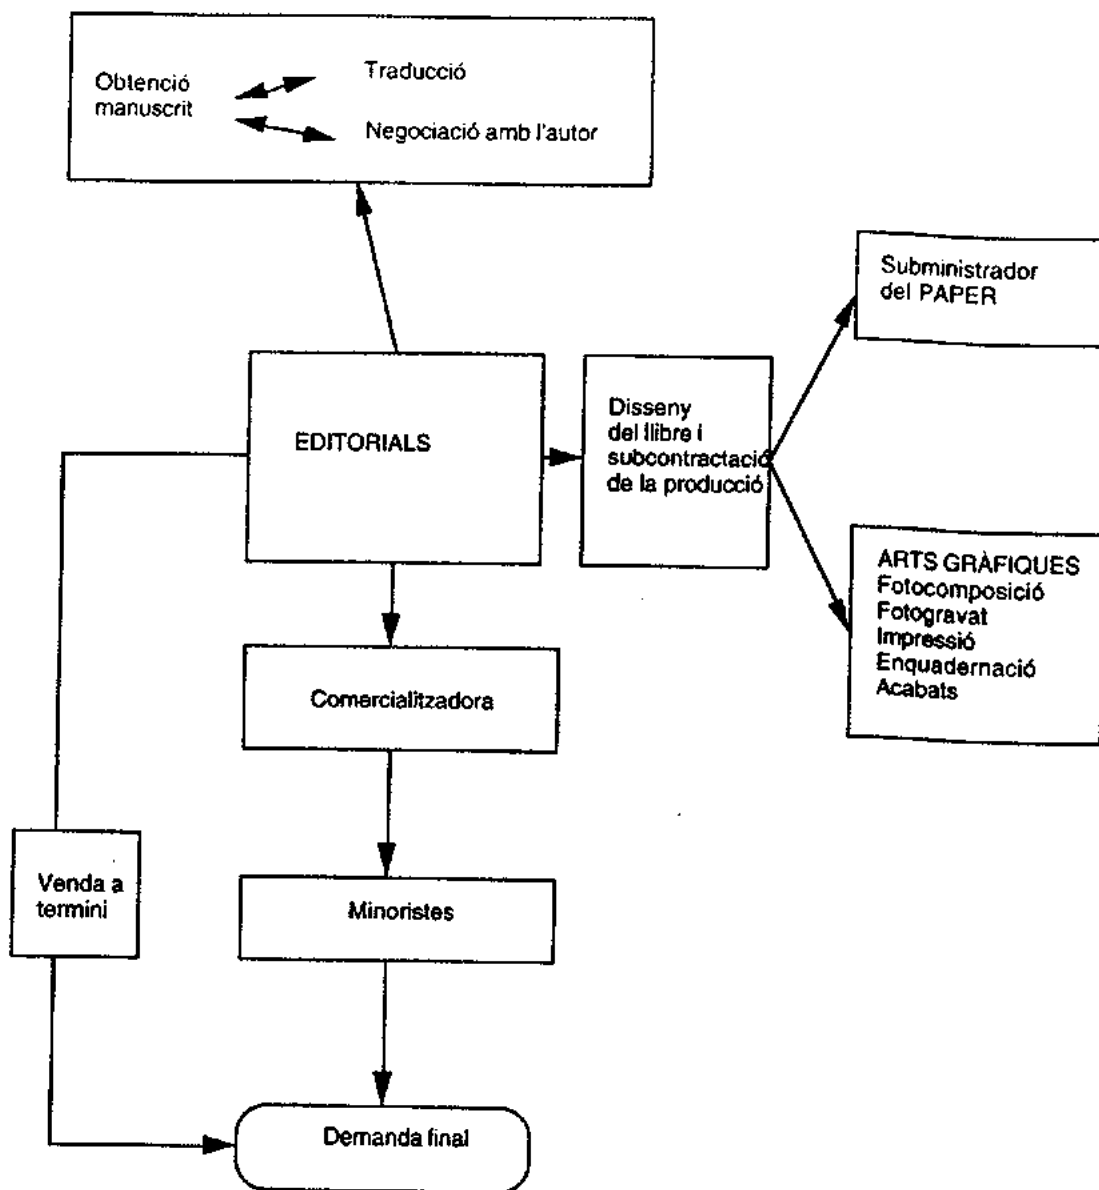 Obtenció
manuscrit
Traducció
Negociació amb l'autor
Subministrador
del PAPER
EDITORIALS
Disseny
del llibre i
subcontractació
de la producció
ARTS GRÀFIQUES
Fotocomposició
Fotogravat
Impressió
Enquadernació
Acabats
Comercialitzadora
Venda a
termini
Minoristes
Demanda final